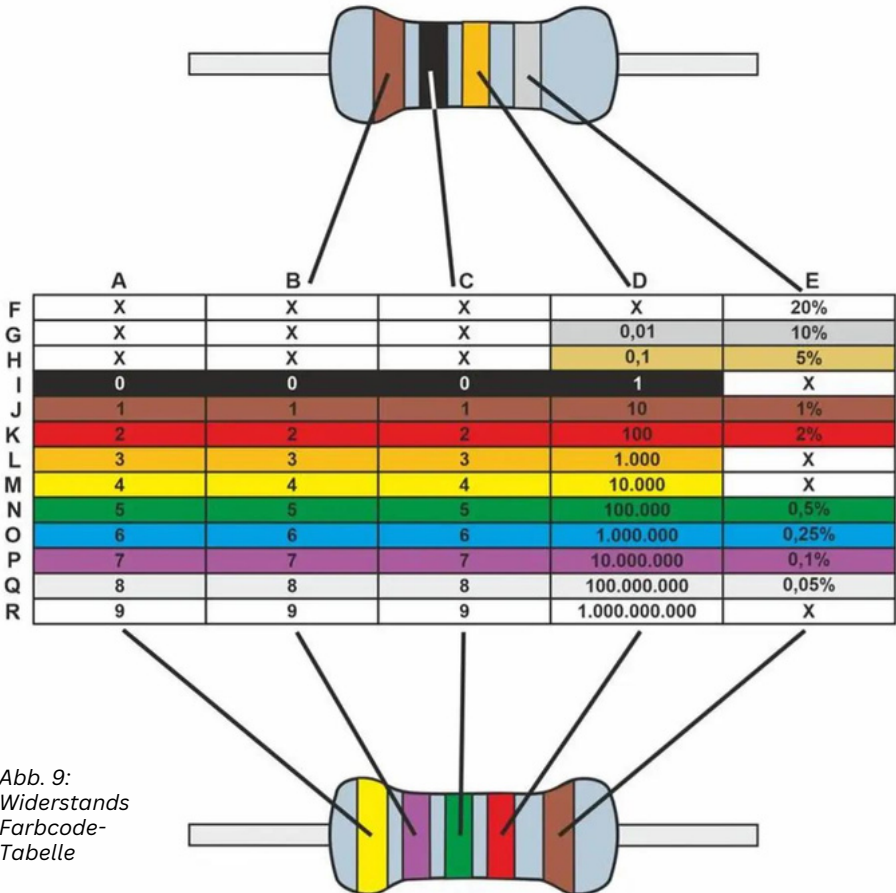 A B C D E
F X X X X 20%
G X X X 0,01 10%
H X X X 0,1 5%
I 0 0 0 1 X
J 1 1 1 10 1%
K 2 2 2 100 2%
L 3 3 3 1.000 X
M 4 4 4 10.000 X
N 5 5 5 100.000 0,5%
O 6 6 6 1.000.000 0,25%
P 7 7 7 10.000.000 0,1%
Q 8 8 8 100.000.000 0,05%
R 9 9 9 1.000.000.000 X
Abb. 9:
Widerstands
Farbcode-
Tabelle